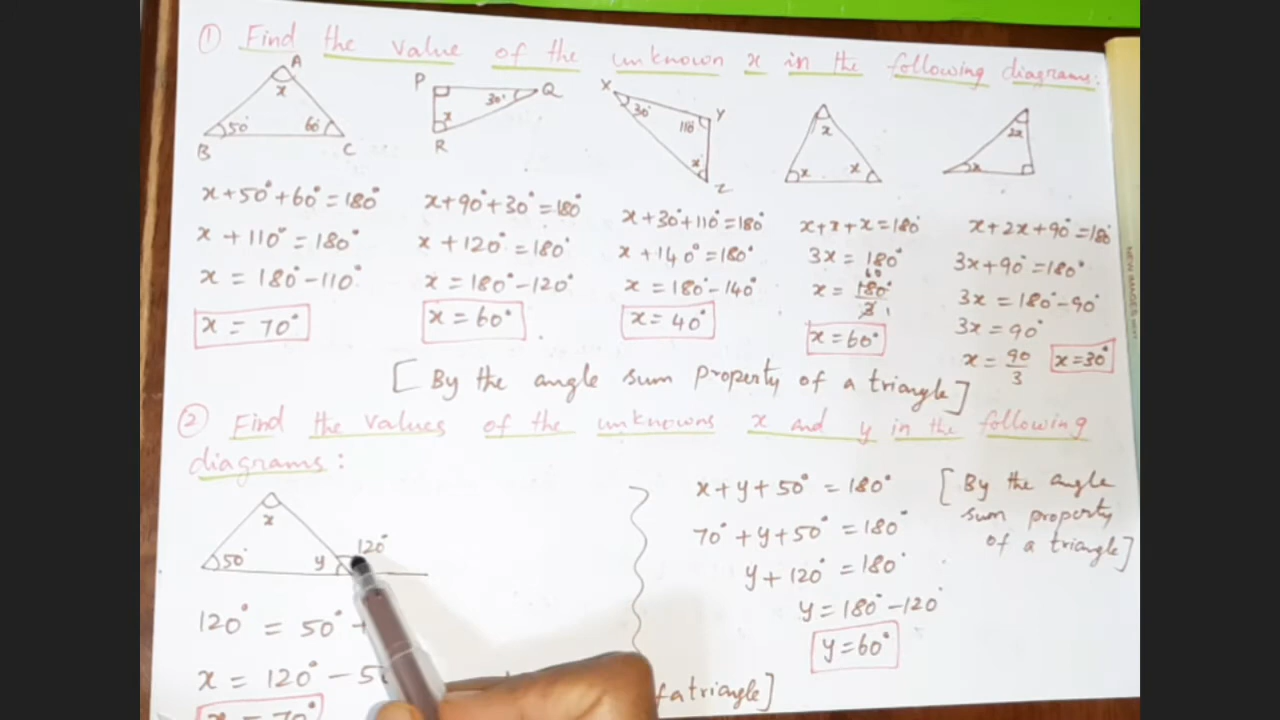 ① Find the value of the unknown x in the following diagrams:
A
x
50°
60°
B
C
P
30°
Q
x
R
X
30°
Y
110°
x
Z
x
x
x
2x
x
x+50°+60°=180°
x+110°=180°
x=180°-110°
x=70°
x+90°+30°=180°
x+120°=180°
x=180°-120°
x=60°
x+30°+110°=180°
x+140°=180°
x=180°-140°
x=40°
x+x+x=180°
3x=180°
60
x=180°
3 1
x=60°
x+2x+90°=180°
3x+90°=180°
3x=180°-90°
3x=90°
x=90
3
x=30°
[By the angle sum property of a triangle]
② Find the values of the unknowns x and y in the following
diagrams:
x
50°
y
120°
120°=50°+
x=120°-5
x=70°
x+y+50°=180°
70°+y+50°=180°
y+120°=180°
y=180°-120°
y=60°
[By the angle
sum property
of a triangle]
f a triangle]